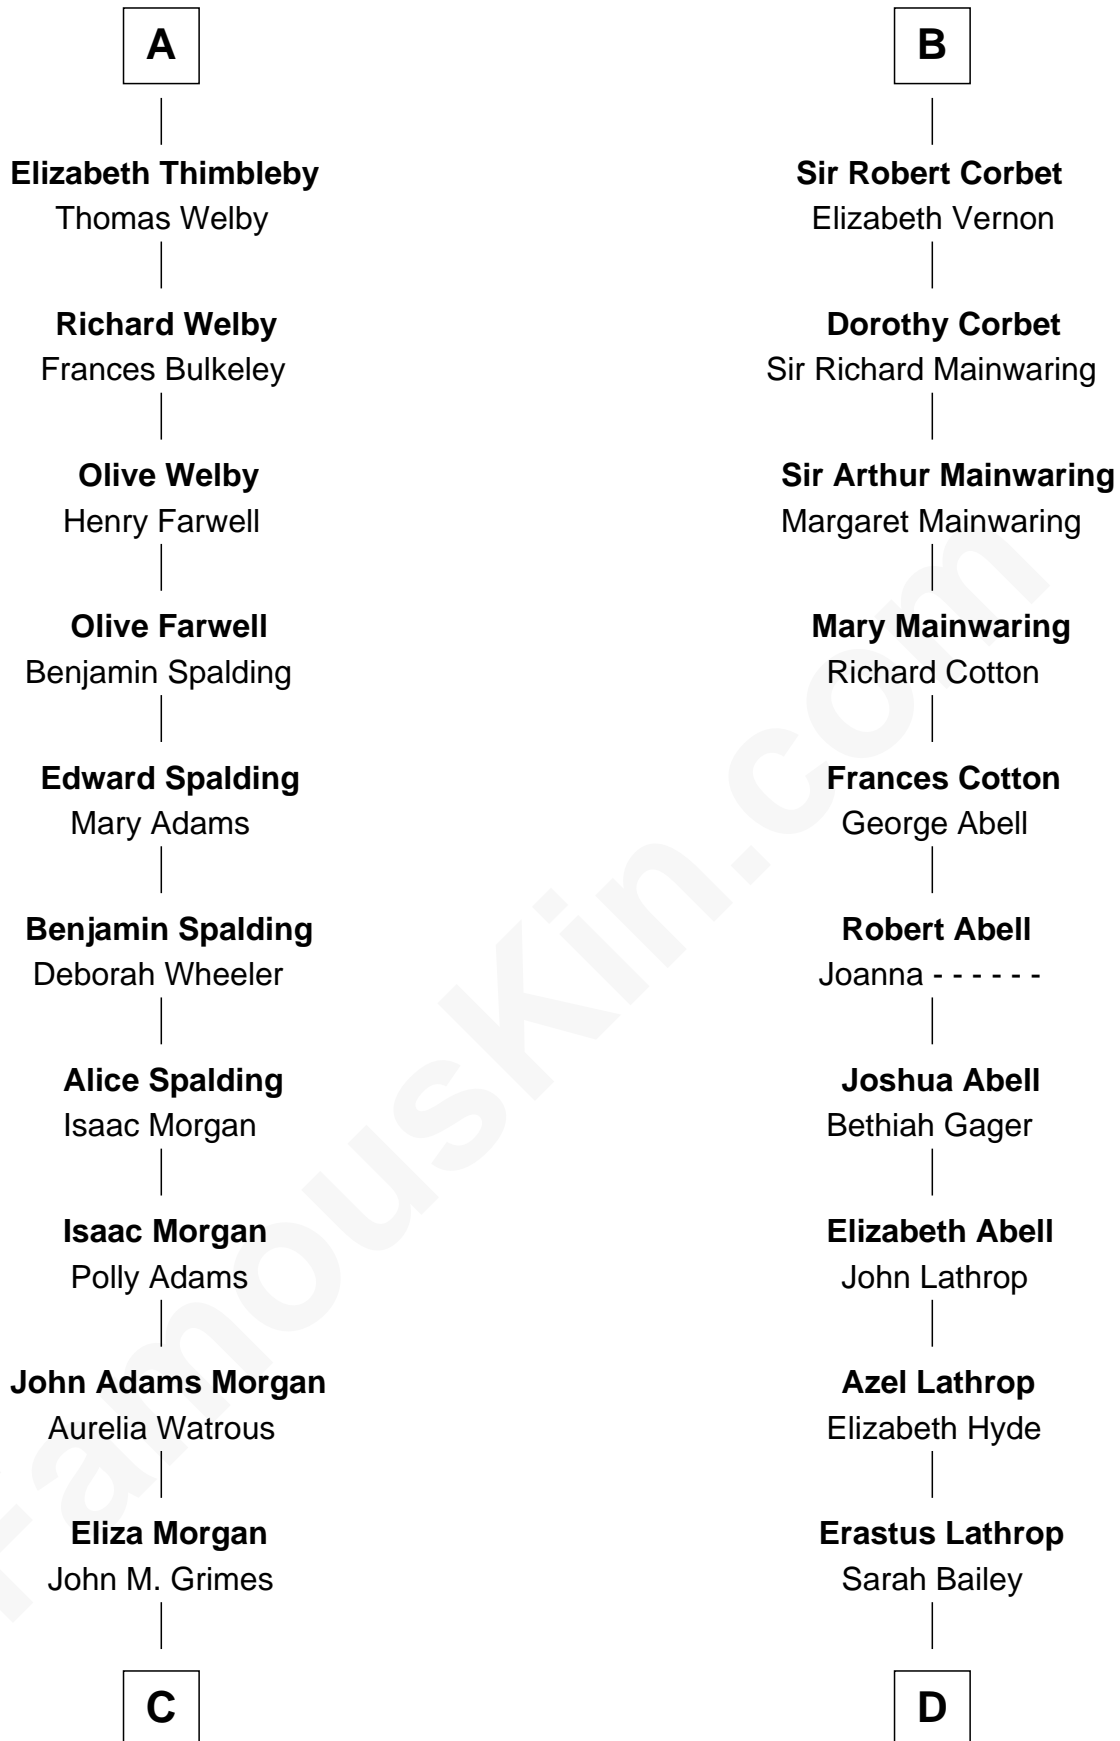 A
Elizabeth Thimbleby
Thomas Welby
Richard Welby
Frances Bulkeley
Olive Welby
Henry Farwell
Olive Farwell
Benjamin Spalding
Edward Spalding
Mary Adams
Benjamin Spalding
Deborah Wheeler
Alice Spalding
Isaac Morgan
Isaac Morgan
Polly Adams
John Adams Morgan
Aurelia Watrous
Eliza Morgan
John M. Grimes
C
B
Sir Robert Corbet
Elizabeth Vernon
Dorothy Corbet
Sir Richard Mainwaring
Sir Arthur Mainwaring
Margaret Mainwaring
Mary Mainwaring
Richard Cotton
Frances Cotton
George Abell
Robert Abell
Joanna - - - - - -
Joshua Abell
Bethiah Gager
Elizabeth Abell
John Lathrop
Azel Lathrop
Elizabeth Hyde
Erastus Lathrop
Sarah Bailey
D
FamousKin.com